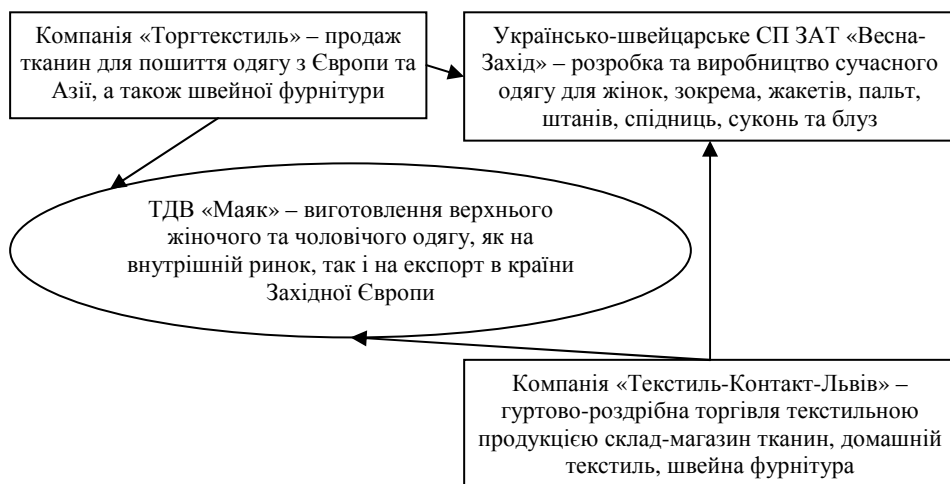 Компанія «Торгтекстиль» – продаж
тканин для пошиття одягу з Європи та
Азії, а також швейної фурнітури
Українсько-швейцарське СП ЗАТ «Весна-
Захід» – розробка та виробництво сучасного
одягу для жінок, зокрема, жакетів, пальт,
штанів, спідниць, суконь та блуз
ТДВ «Маяк» – виготовлення верхнього
жіночого та чоловічого одягу, як на
внутрішній ринок, так і на експорт в країни
Західної Європи
Компанія «Текстиль-Контакт-Львів» –
гуртово-роздрібна торгівля текстильною
продукцією склад-магазин тканин, домашній
текстиль, швейна фурнітура